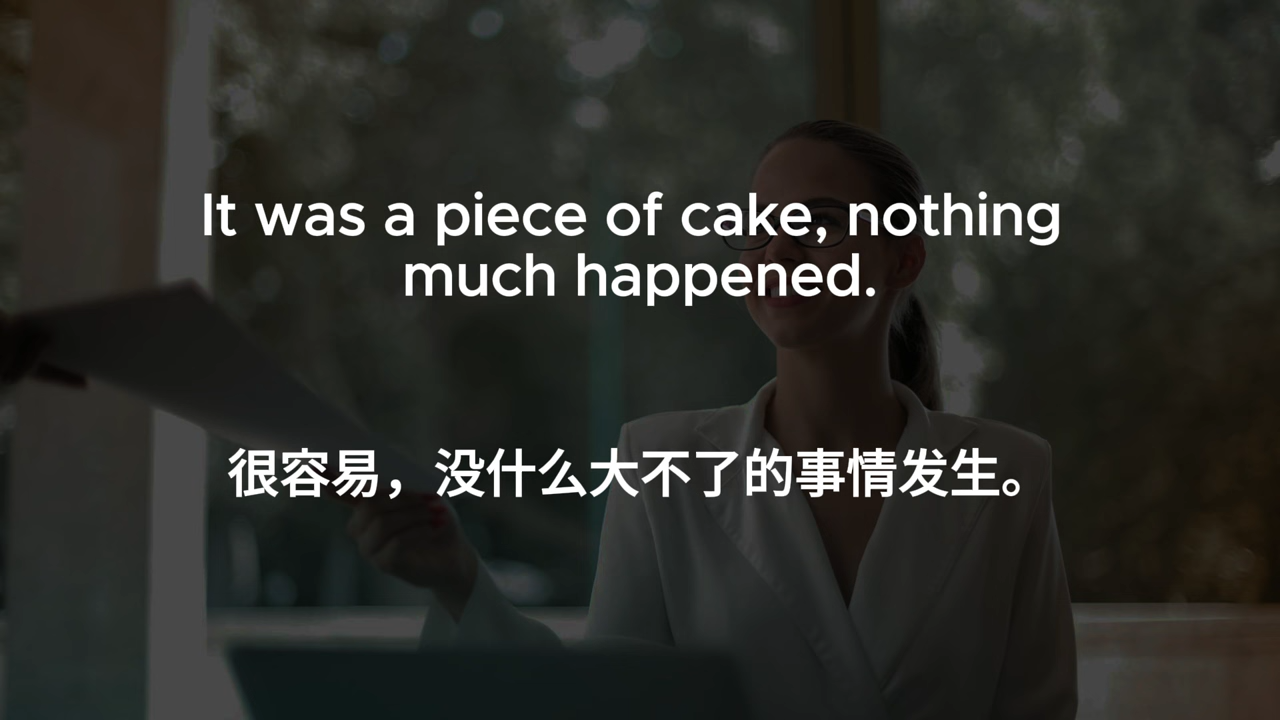 It was a piece of cake, nothing
much happened.
很容易，没什么大不了的事情发生。